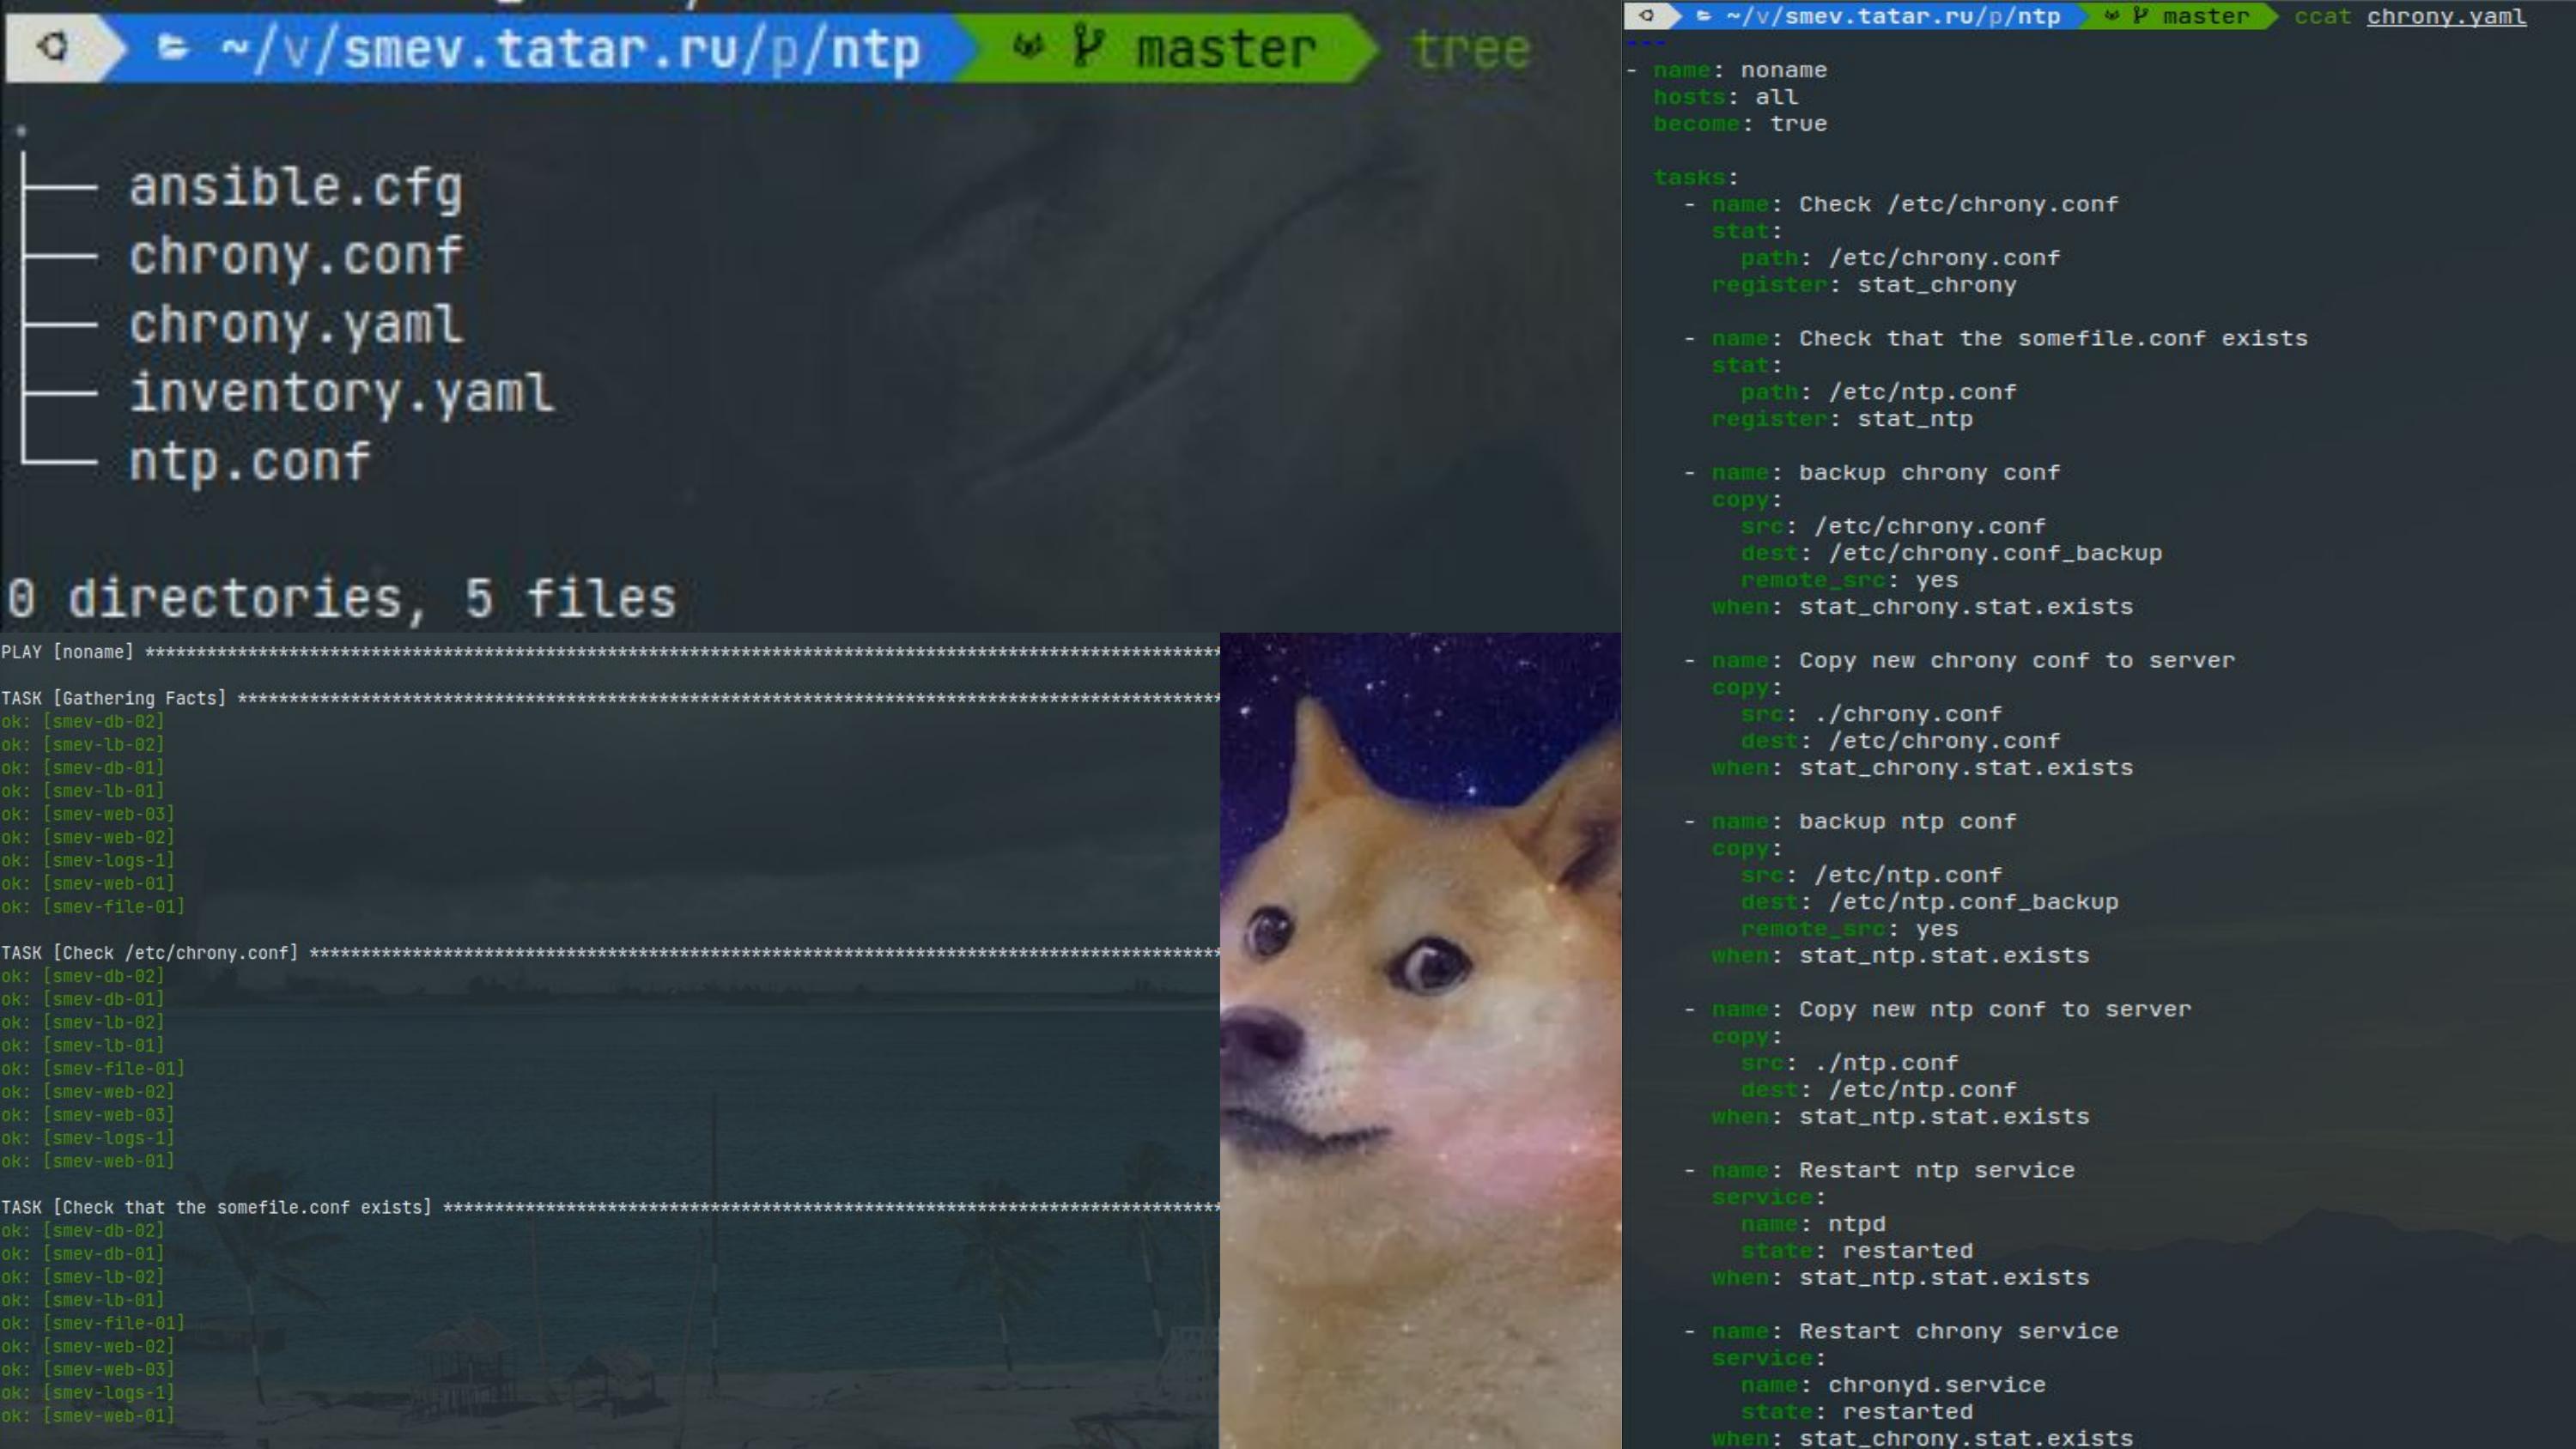 ~/v/smev.tatar.ru/p/ntp master tree
.
├── ansible.cfg
├── chrony.conf
├── chrony.yaml
├── inventory.yaml
└── ntp.conf
0 directories, 5 files
PLAY [noname] ****************************************************************************************************
TASK [Gathering Facts] *******************************************************************************************
ok: [smev-db-02]
ok: [smev-lb-02]
ok: [smev-db-01]
ok: [smev-lb-01]
ok: [smev-web-03]
ok: [smev-web-02]
ok: [smev-logs-1]
ok: [smev-web-01]
ok: [smev-file-01]
TASK [Check /etc/chrony.conf] ************************************************************************************
ok: [smev-db-02]
ok: [smev-db-01]
ok: [smev-lb-02]
ok: [smev-lb-01]
ok: [smev-file-01]
ok: [smev-web-02]
ok: [smev-web-03]
ok: [smev-logs-1]
ok: [smev-web-01]
TASK [Check that the somefile.conf exists] ***********************************************************************
ok: [smev-db-02]
ok: [smev-db-01]
ok: [smev-lb-02]
ok: [smev-lb-01]
ok: [smev-file-01]
ok: [smev-web-02]
ok: [smev-web-03]
ok: [smev-logs-1]
ok: [smev-web-01]
~/v/smev.tatar.ru/p/ntp master ccat chrony.yaml
---
- name: noname
  hosts: all
  become: true
  tasks:
    - name: Check /etc/chrony.conf
      stat:
        path: /etc/chrony.conf
      register: stat_chrony
    - name: Check that the somefile.conf exists
      stat:
        path: /etc/ntp.conf
      register: stat_ntp
    - name: backup chrony conf
      copy:
        src: /etc/chrony.conf
        dest: /etc/chrony.conf_backup
        remote_src: yes
      when: stat_chrony.stat.exists
    - name: Copy new chrony conf to server
      copy:
        src: ./chrony.conf
        dest: /etc/chrony.conf
      when: stat_chrony.stat.exists
    - name: backup ntp conf
      copy:
        src: /etc/ntp.conf
        dest: /etc/ntp.conf_backup
        remote_src: yes
      when: stat_ntp.stat.exists
    - name: Copy new ntp conf to server
      copy:
        src: ./ntp.conf
        dest: /etc/ntp.conf
      when: stat_ntp.stat.exists
    - name: Restart ntp service
      service:
        name: ntpd
        state: restarted
      when: stat_ntp.stat.exists
    - name: Restart chrony service
      service:
        name: chronyd.service
        state: restarted
      when: stat_chrony.stat.exists